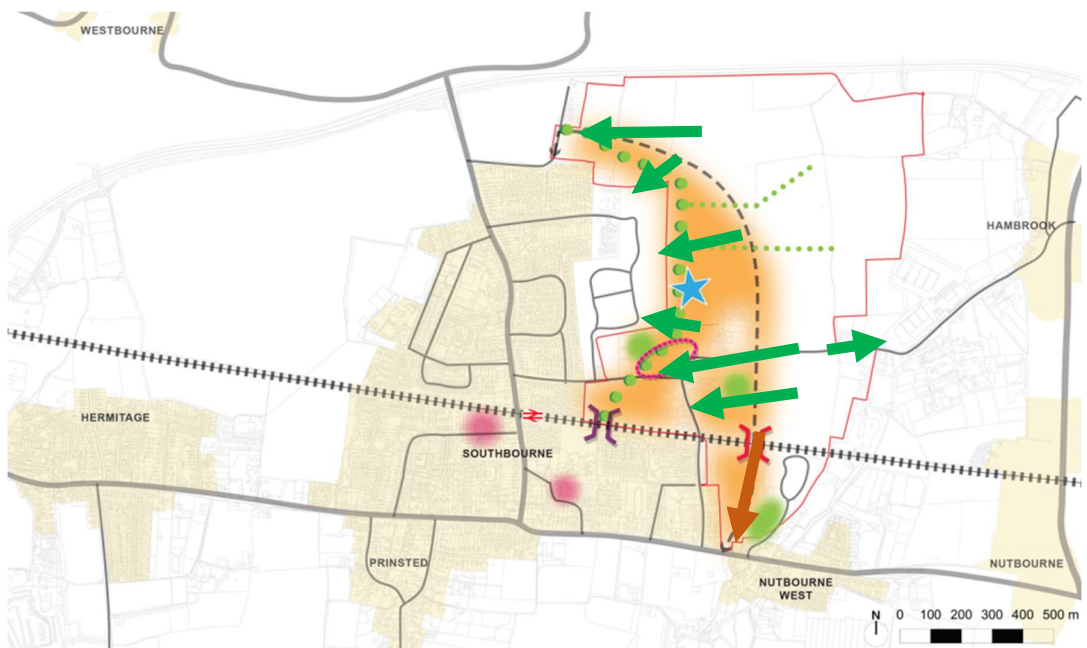 WESTBOURNE
HAMBROOK
HERMITAGE
SOUTHBOURNE
PRINSTED
NUTBOURNE
WEST
NUTBOURNE
N 0 100 200 300 400 500 m